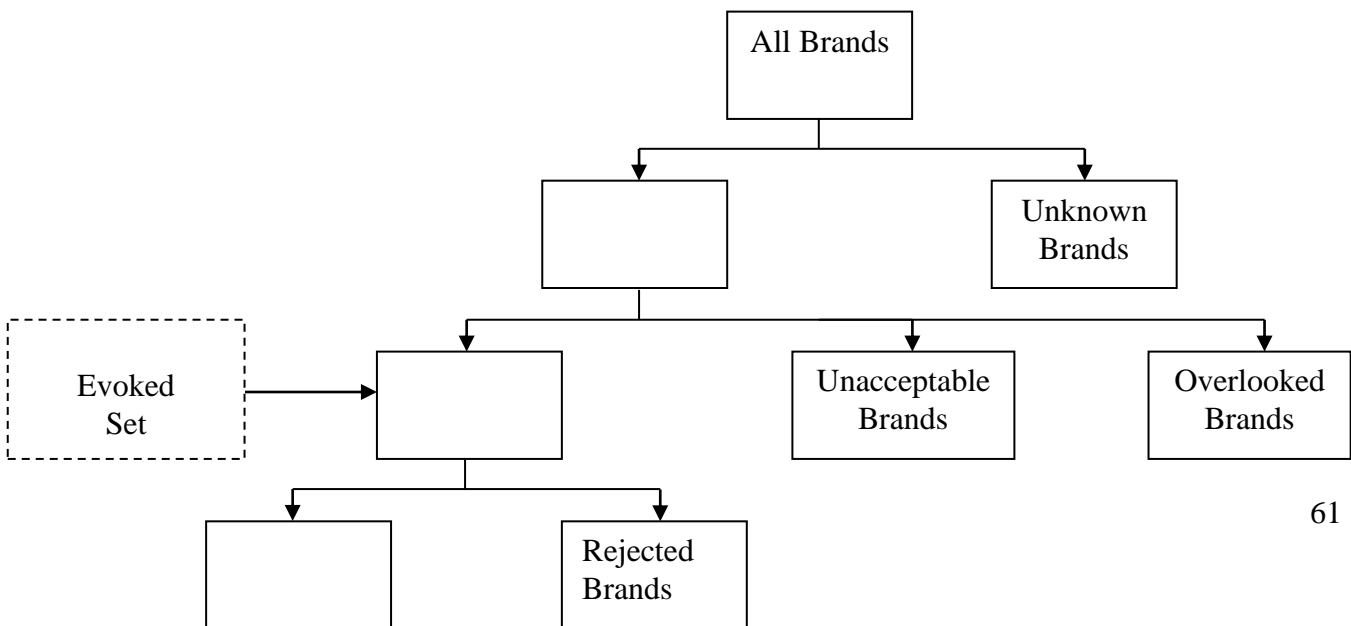 All Brands
Unknown
Brands
Evoked
Set
Unacceptable
Brands
Overlooked
Brands
61
Rejected
Brands